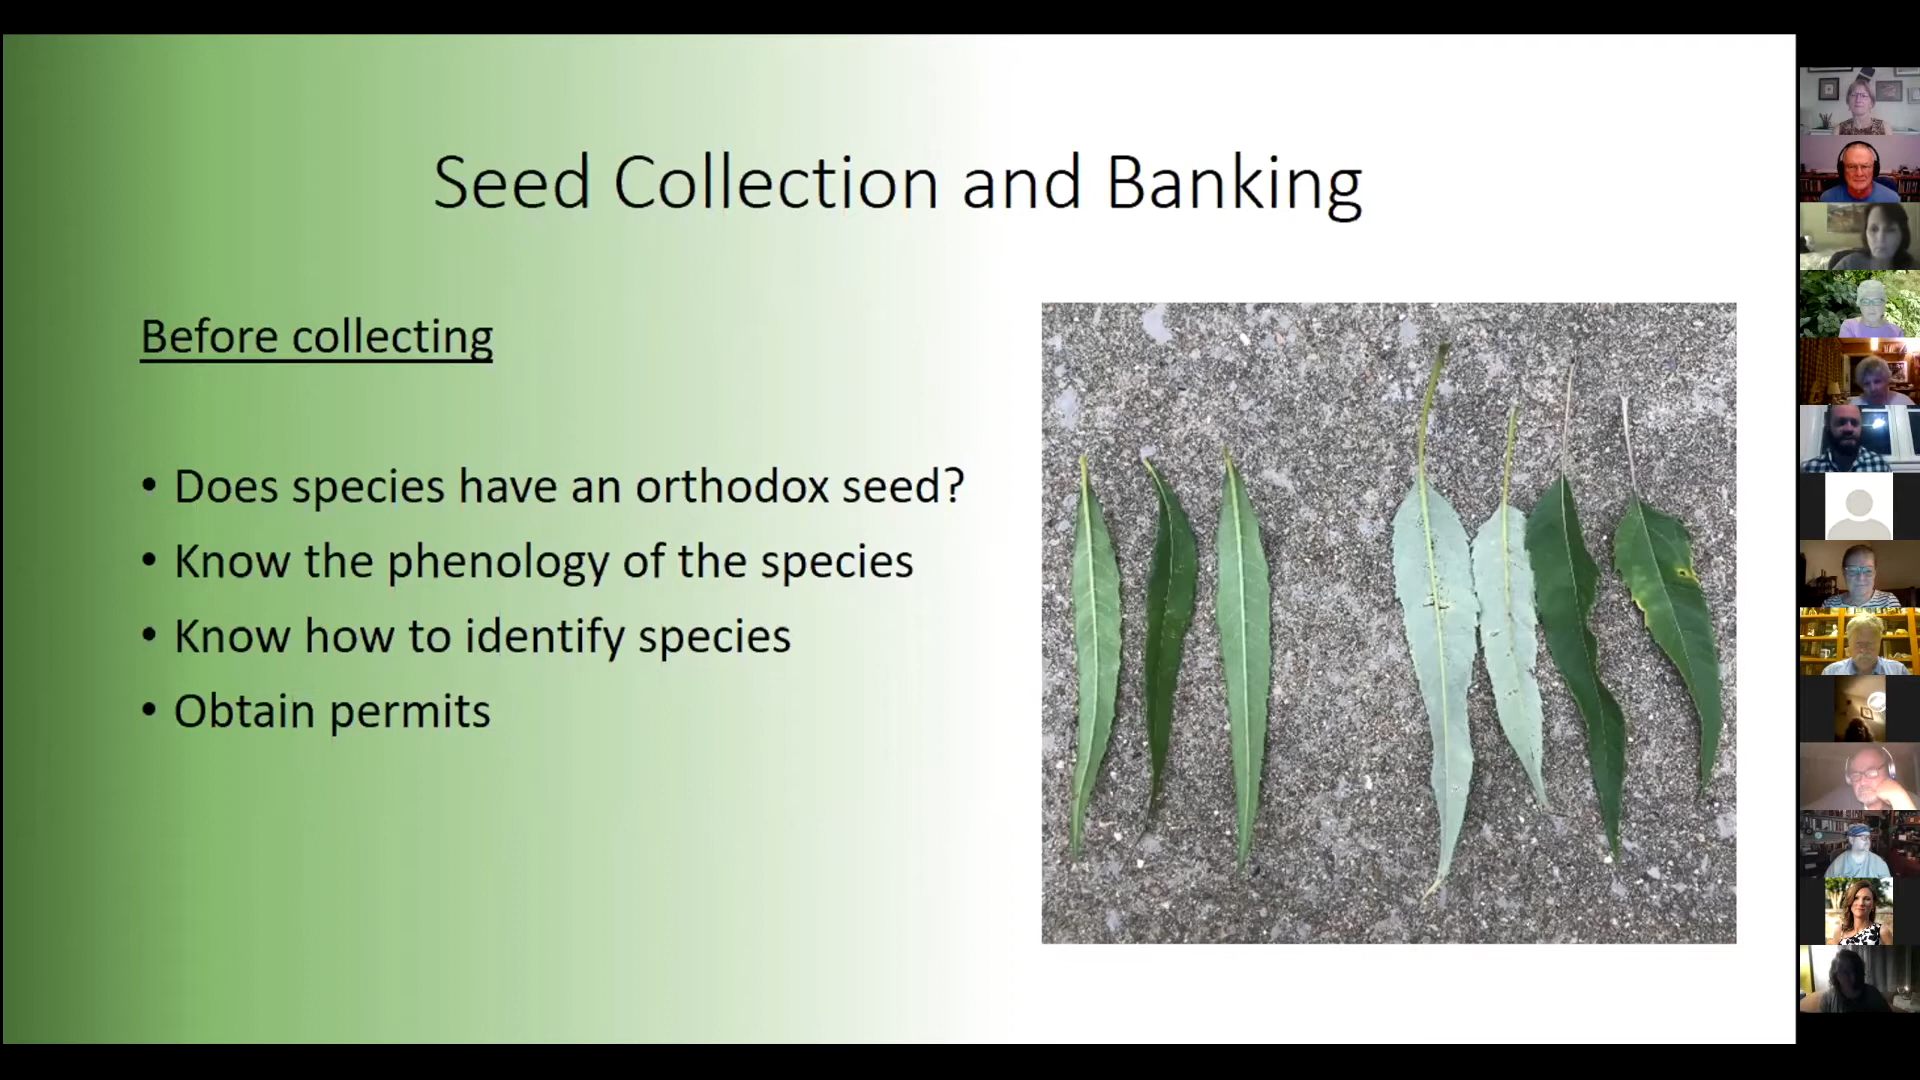 Seed Collection and Banking
Before collecting
• Does species have an orthodox seed?
• Know the phenology of the species
• Know how to identify species
• Obtain permits